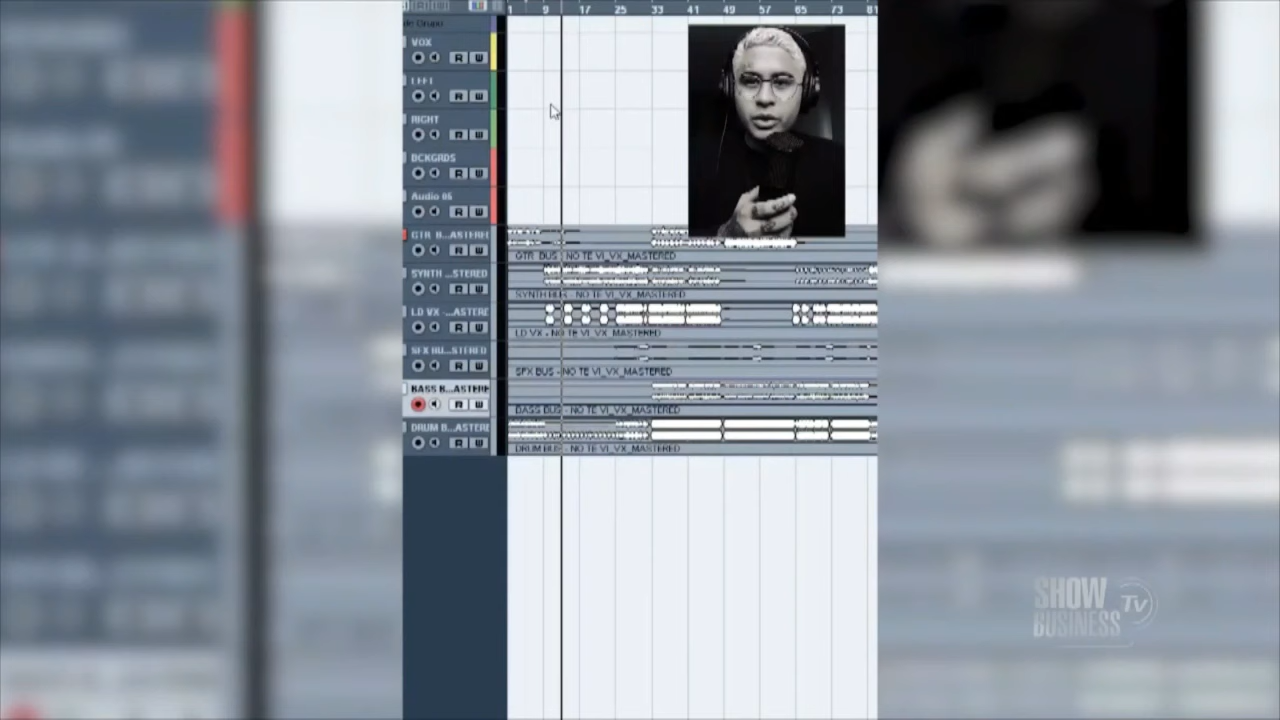 1 9 17 25 33 41 49 57 65 73 81
de Grupo
VOX
R W
LEFT
R W
RIGHT
R W
BCKGRDS
R W
Audio 05
R W
GTR B...ASTERE
R W
GTR BUS - NO TE VI_VX_MASTERED
SYNTH ...STERED
R W
SYNTH BUS - NO TE VI_VX_MASTERED
LD VX -...ASTERE
R W
LD VX - NO TE VI_VX_MASTERED
SFX BU...STERED
R W
SFX BUS - NO TE VI_VX_MASTERED
BASS B...ASTERE
R W
BASS BUS - NO TE VI_VX_MASTERED
DRUM B...ASTERE
R W
DRUM BUS - NO TE VI_VX_MASTERED
SHOW
BUSINESS
Tv